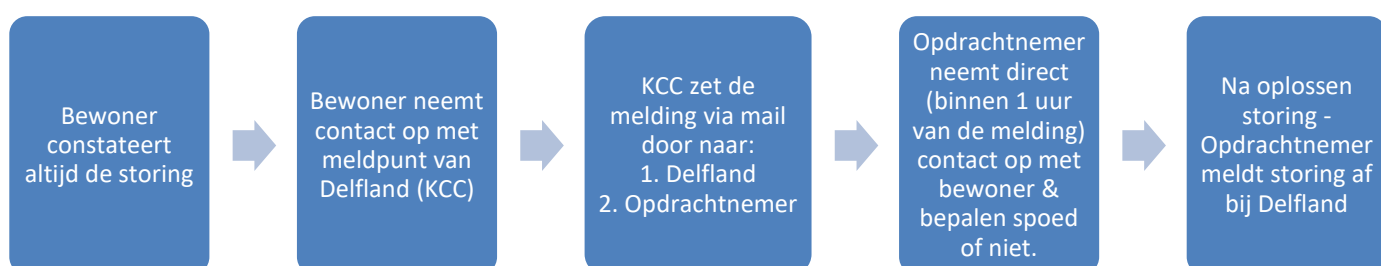 Bewoner
constateert
altijd de storing
Bewoner neemt
contact op met
meldpunt van
Delfland (KCC)
KCC zet de
melding via mail
door naar:
1. Delfland
2. Opdrachtnemer
Opdrachtnemer
neemt direct
(binnen 1 uur
van de melding)
contact op met
bewoner &
bepalen spoed
of niet.
Na oplossen
storing -
Opdrachtnemer
meldt storing af
bij Delfland